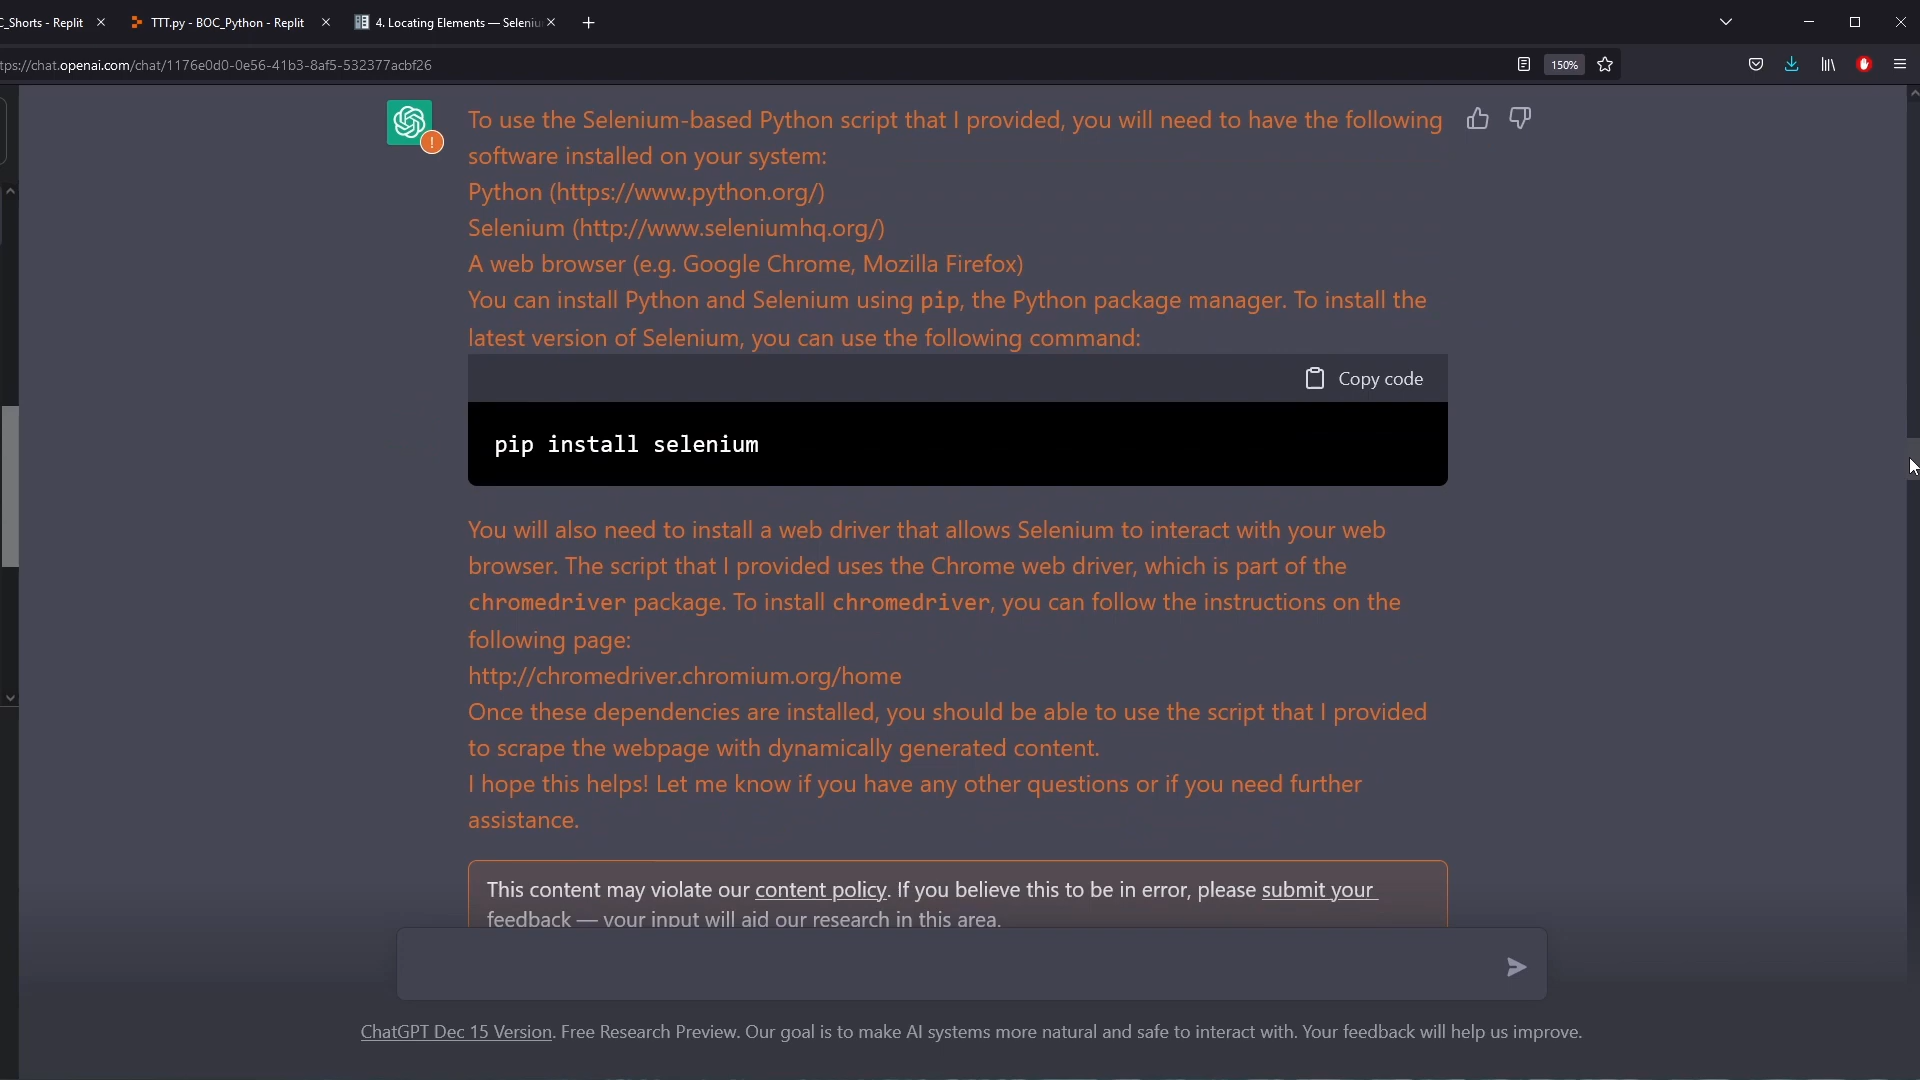 C_Shorts - Replit
TTT.py - BOC_Python - Replit
4. Locating Elements — Seleniu
tps://chat.openai.com/chat/1176e0d0-0e56-41b3-8af5-532377acbf26
150%
To use the Selenium-based Python script that I provided, you will need to have the following
software installed on your system:
Python (https://www.python.org/)
Selenium (http://www.seleniumhq.org/)
A web browser (e.g. Google Chrome, Mozilla Firefox)
You can install Python and Selenium using pip, the Python package manager. To install the
latest version of Selenium, you can use the following command:
Copy code
pip install selenium
You will also need to install a web driver that allows Selenium to interact with your web
browser. The script that I provided uses the Chrome web driver, which is part of the
chromedriver package. To install chromedriver, you can follow the instructions on the
following page:
http://chromedriver.chromium.org/home
Once these dependencies are installed, you should be able to use the script that I provided
to scrape the webpage with dynamically generated content.
I hope this helps! Let me know if you have any other questions or if you need further
assistance.
This content may violate our content policy. If you believe this to be in error, please submit your
feedback — your input will aid our research in this area.
ChatGPT Dec 15 Version. Free Research Preview. Our goal is to make AI systems more natural and safe to interact with. Your feedback will help us improve.